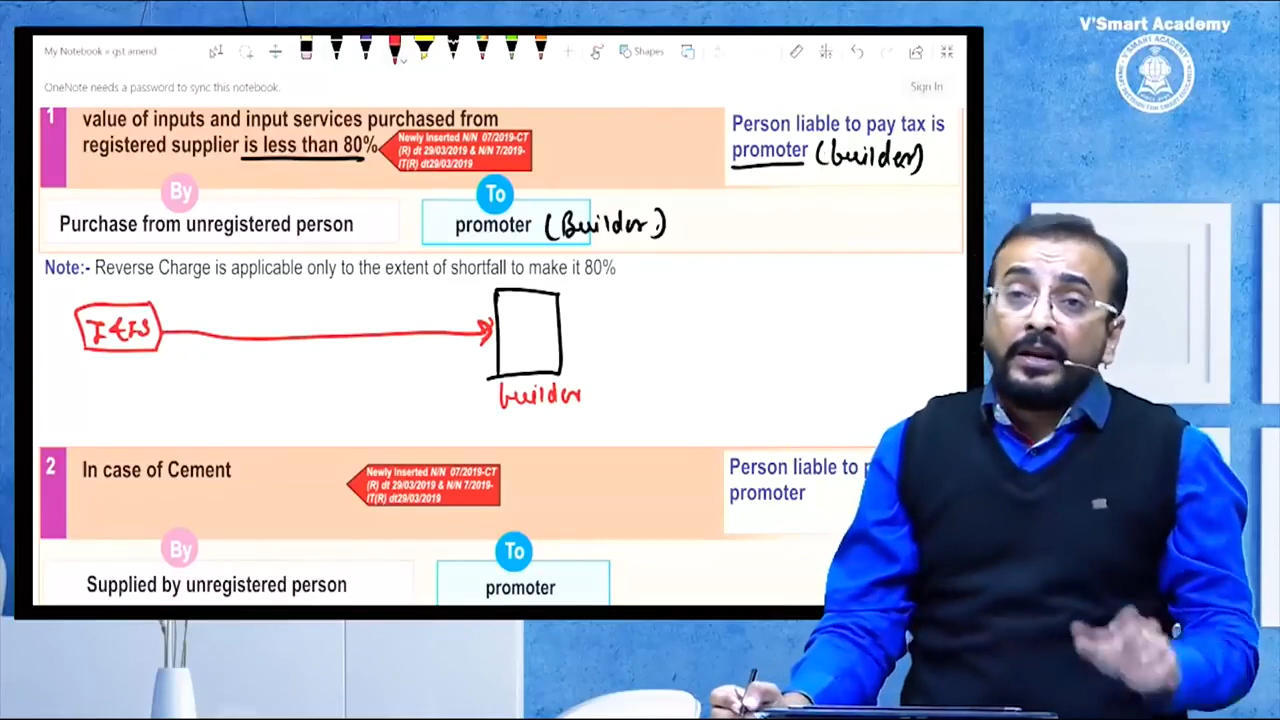 V'Smart Academy
My Notebook » gst amend
Shapes
OneNote needs a password to sync this notebook.
Sign In
1
value of inputs and input services purchased from
registered supplier is less than 80%
Newly Inserted N/N 07/2019-CT
(R) dt 29/03/2019 & N/N 7/2019-
IT(R) dt29/03/2019
Person liable to pay tax is
promoter (builder)
By
To
Purchase from unregistered person
promoter (Builder)
Note:- Reverse Charge is applicable only to the extent of shortfall to make it 80%
I & IS
builder
2
In case of Cement
Newly Inserted N/N 07/2019-CT
(R) dt 29/03/2019 & N/N 7/2019-
IT(R) dt29/03/2019
Person liable to
promoter
By
To
Supplied by unregistered person
promoter